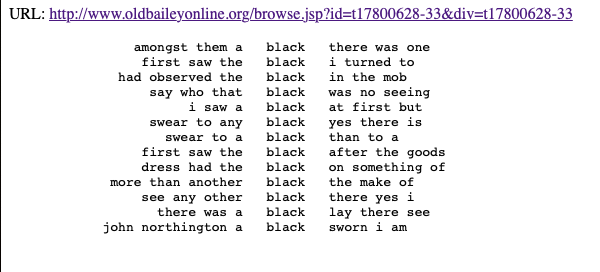 URL: http://www.oldbaileyonline.org/browse.jsp?id=t17800628-33&div=t17800628-33
amongst them a black there was one
first saw the black i turned to
had observed the black in the mob
say who that black was no seeing
i saw a black at first but
swear to any black yes there is
swear to a black than to a
first saw the black after the goods
dress had the black on something of
more than another black the make of
see any other black there yes i
there was a black lay there see
john northington a black sworn i am